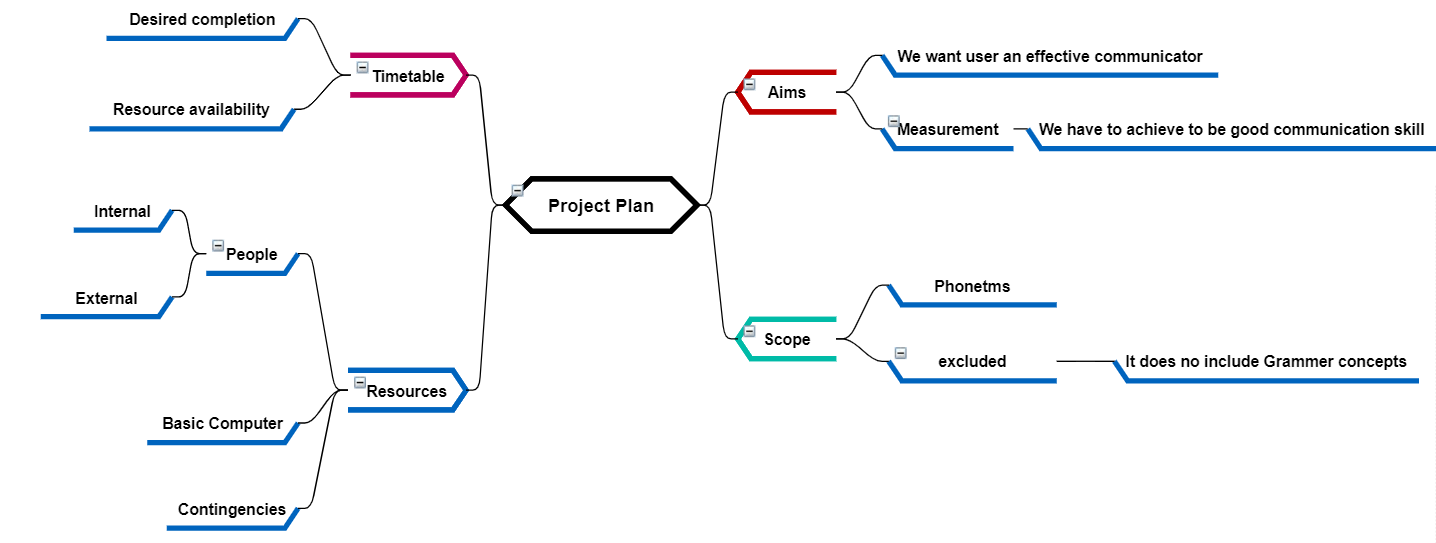 Desired completion
Timetable
Resource availability
Internal
People
External
Resources
Basic Computer
Contingencies
Project Plan
Aims
We want user an effective communicator
Measurement
We have to achieve to be good communication skill
Scope
Phonetms
excluded
It does no include Grammer concepts